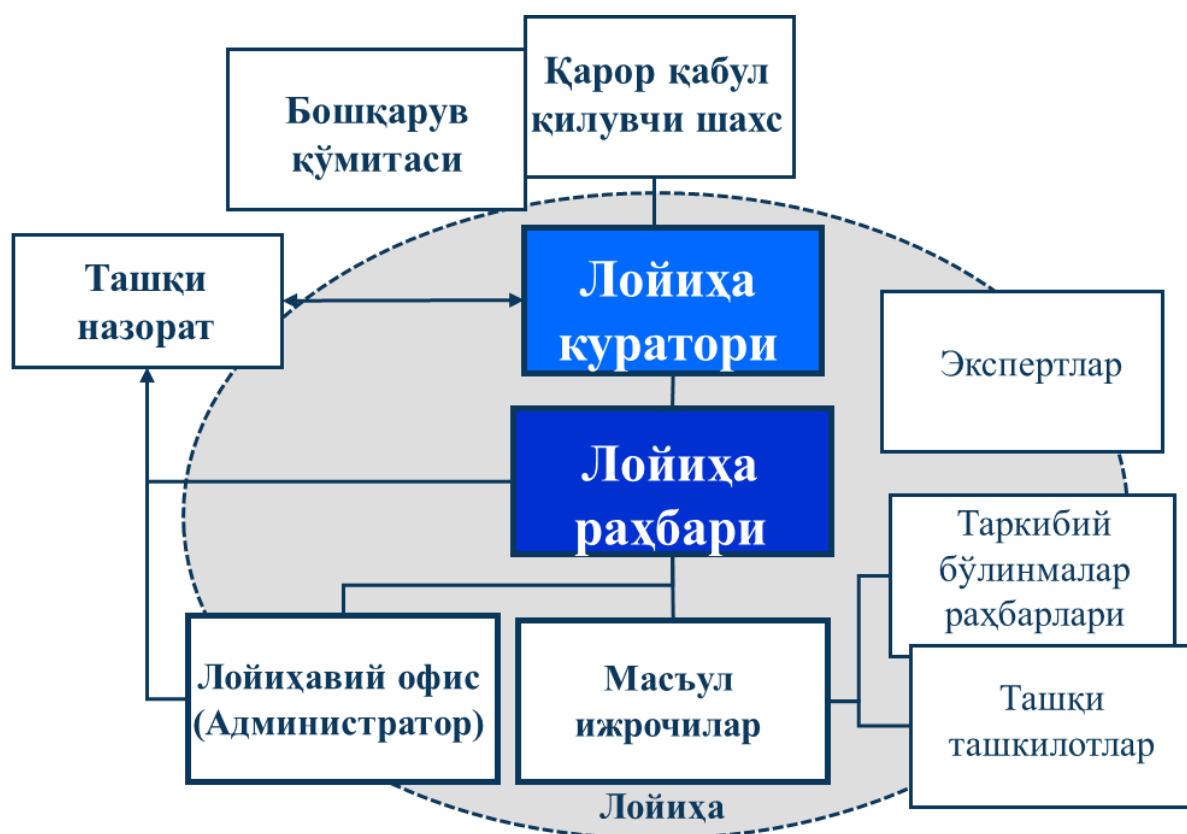 Бошқарув
қўмитаси
Қарор қабул
қилувчи шахс
Ташқи
назорат
Лойиҳа
куратори
Экспертлар
Лойиҳа
раҳбари
Таркибий
бўлинмалар
раҳбарлари
Лойиҳавий офис
(Администратор)
Масъул
ижрочилар
Ташқи
ташкилотлар
Лойиҳа